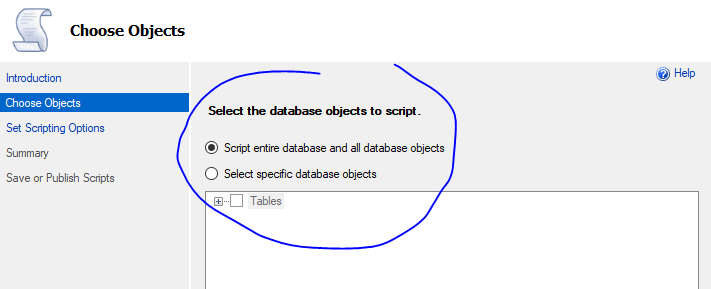 Choose Objects
Help
Introduction
Choose Objects
Set Scripting Options
Summary
Save or Publish Scripts
Select the database objects to script.
Script entire database and all database objects
Select specific database objects
Tables